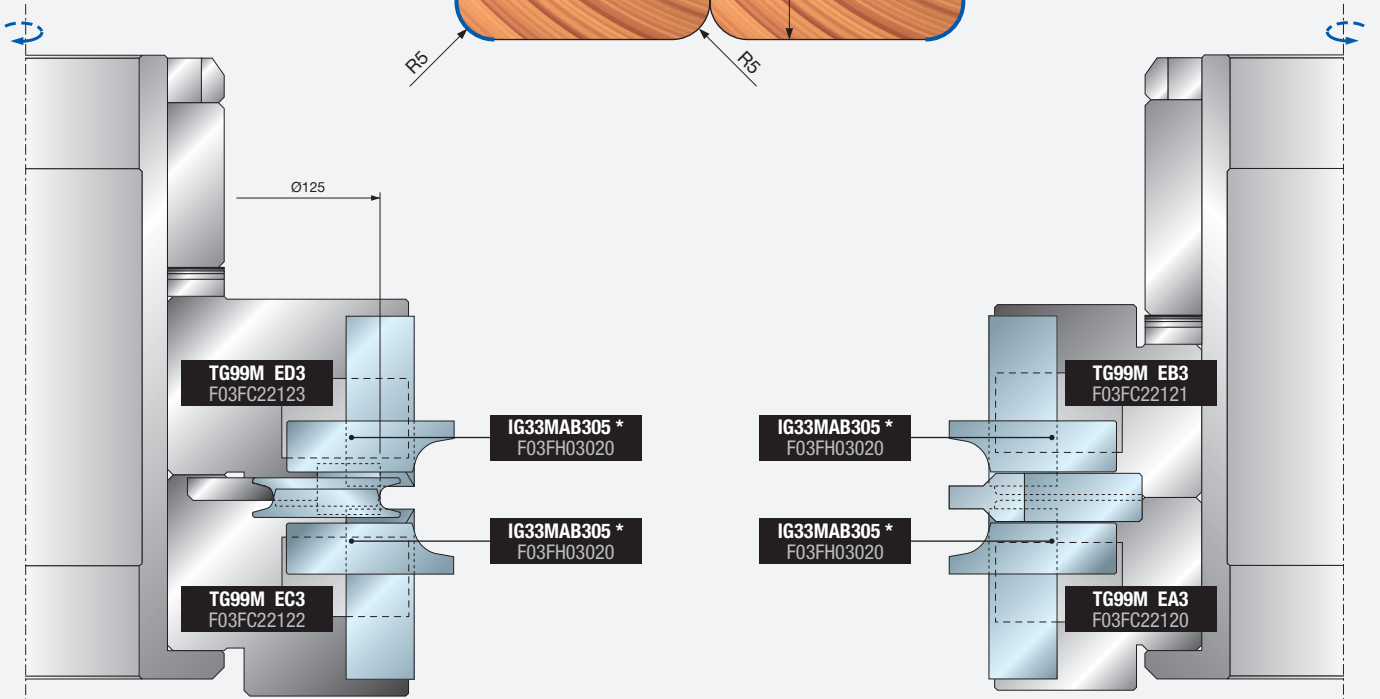 R5
R5
Ø125
TG99M ED3
F03FC22123
TG99M EB3
F03FC22121
IG33MAB305 *
F03FH03020
IG33MAB305 *
F03FH03020
IG33MAB305 *
F03FH03020
IG33MAB305 *
F03FH03020
TG99M EC3
F03FC22122
TG99M EA3
F03FC22120